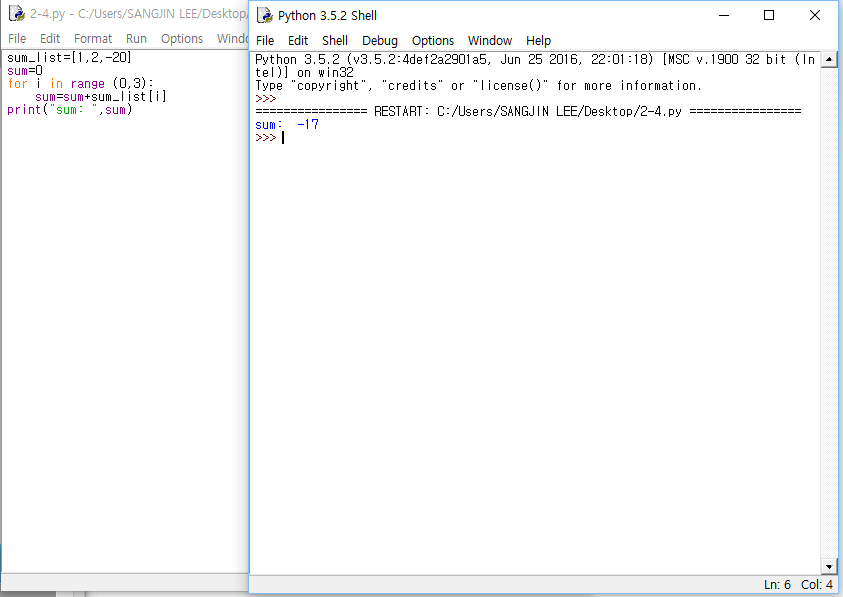 2-4.py - C:/Users/SANGJIN LEE/Desktop/
File Edit Format Run Options
sum_list=[1,2,-20]
sum=0
for i in range (0,3):
    sum=sum+sum_list[i]
print("sum: ",sum)
Python 3.5.2 Shell
File Edit Shell Debug Options Window Help
Python 3.5.2 (v3.5.2:4def2a2901a5, Jun 25 2016, 22:01:18) [MSC v.1900 32 bit (In
tel)] on win32
Type "copyright", "credits" or "license()" for more information.
>>>
================ RESTART: C:/Users/SANGJIN LEE/Desktop/2-4.py ================
sum:  -17
>>>
Ln: 6 Col: 4